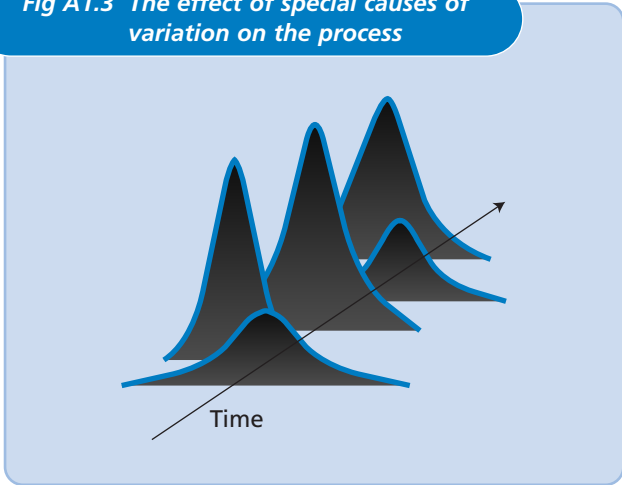 Fig A1.3 The effect of special causes of
variation on the process
Time